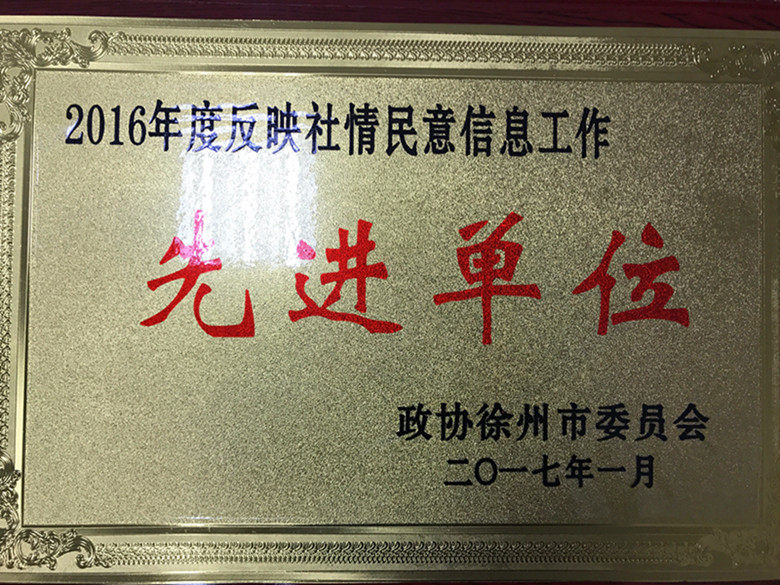 2016年度反映社情民意信息工作
先进单位
政协徐州市委员会
二〇一七年一月